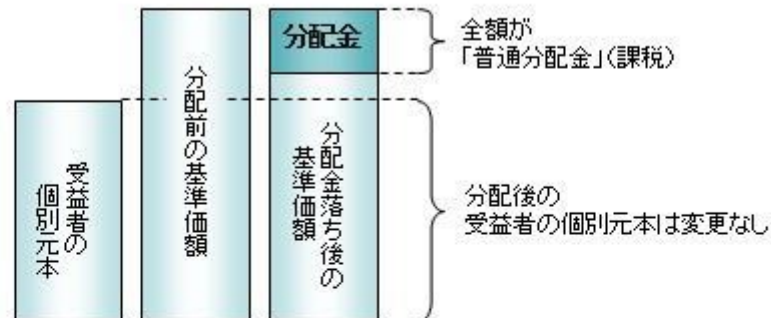 分配金
全額が
「普通分配金」(課税)
受益者の
個別元本
分配前の基準価額
分配金落ち後の
基準価額
分配後の
受益者の個別元本は変更なし